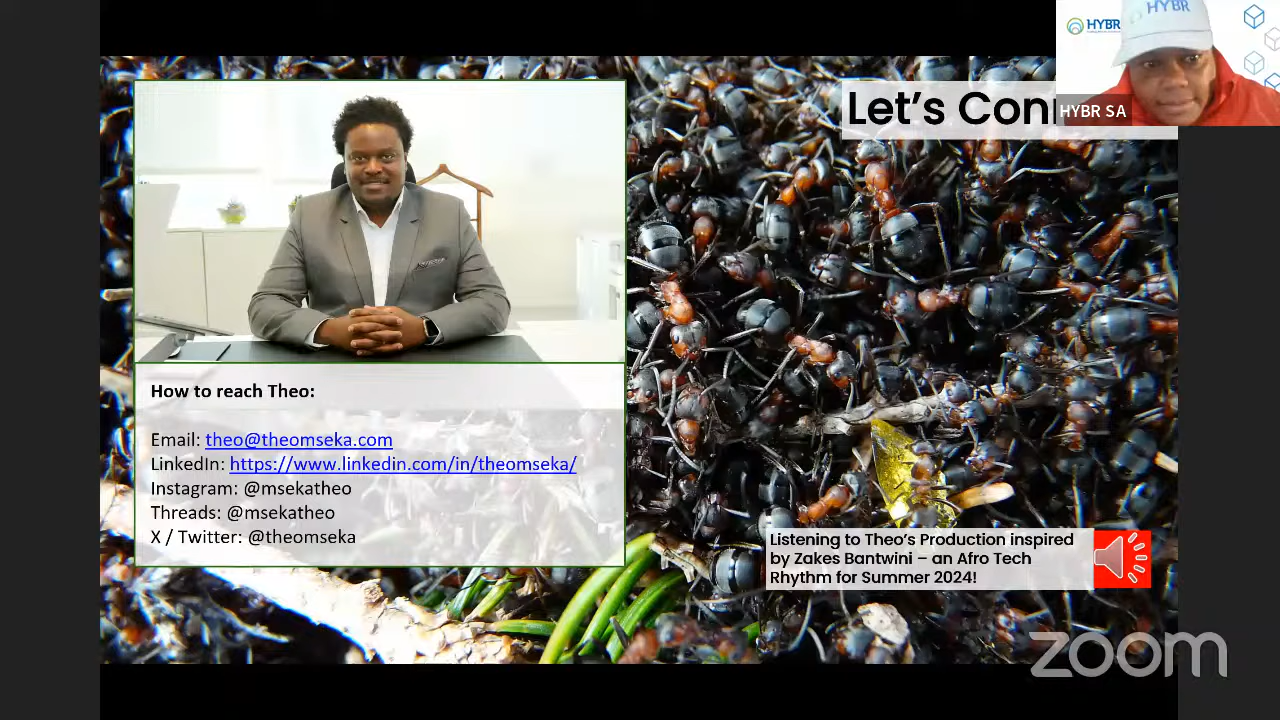 HYBR
HYBR
Let's Con
HYBR SA
How to reach Theo:
Email: theo@theomseka.com
LinkedIn: https://www.linkedin.com/in/theomseka/
Instagram: @msekatheo
Threads: @msekatheo
X / Twitter: @theomseka
Listening to Theo's Production inspired
by Zakes Bantwini – an Afro Tech
Rhythm for Summer 2024!
zoom